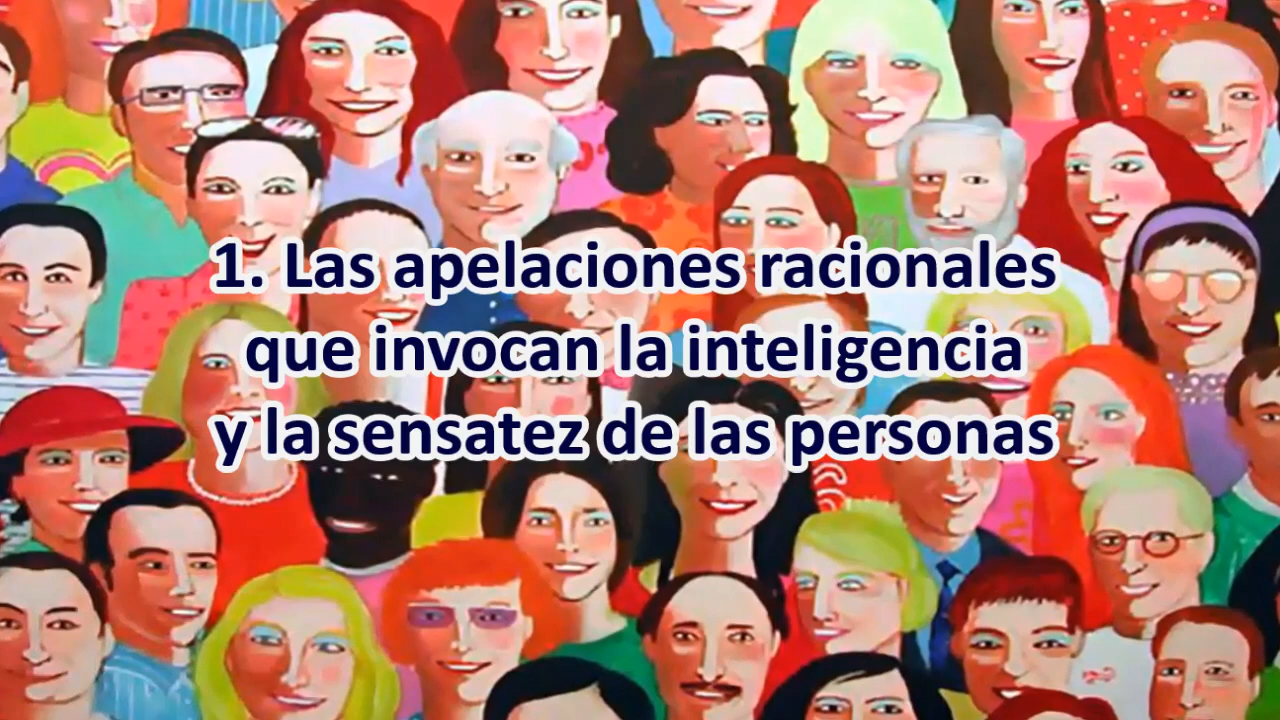 1. Las apelaciones racionales
que invocan la inteligencia
y la sensatez de las personas